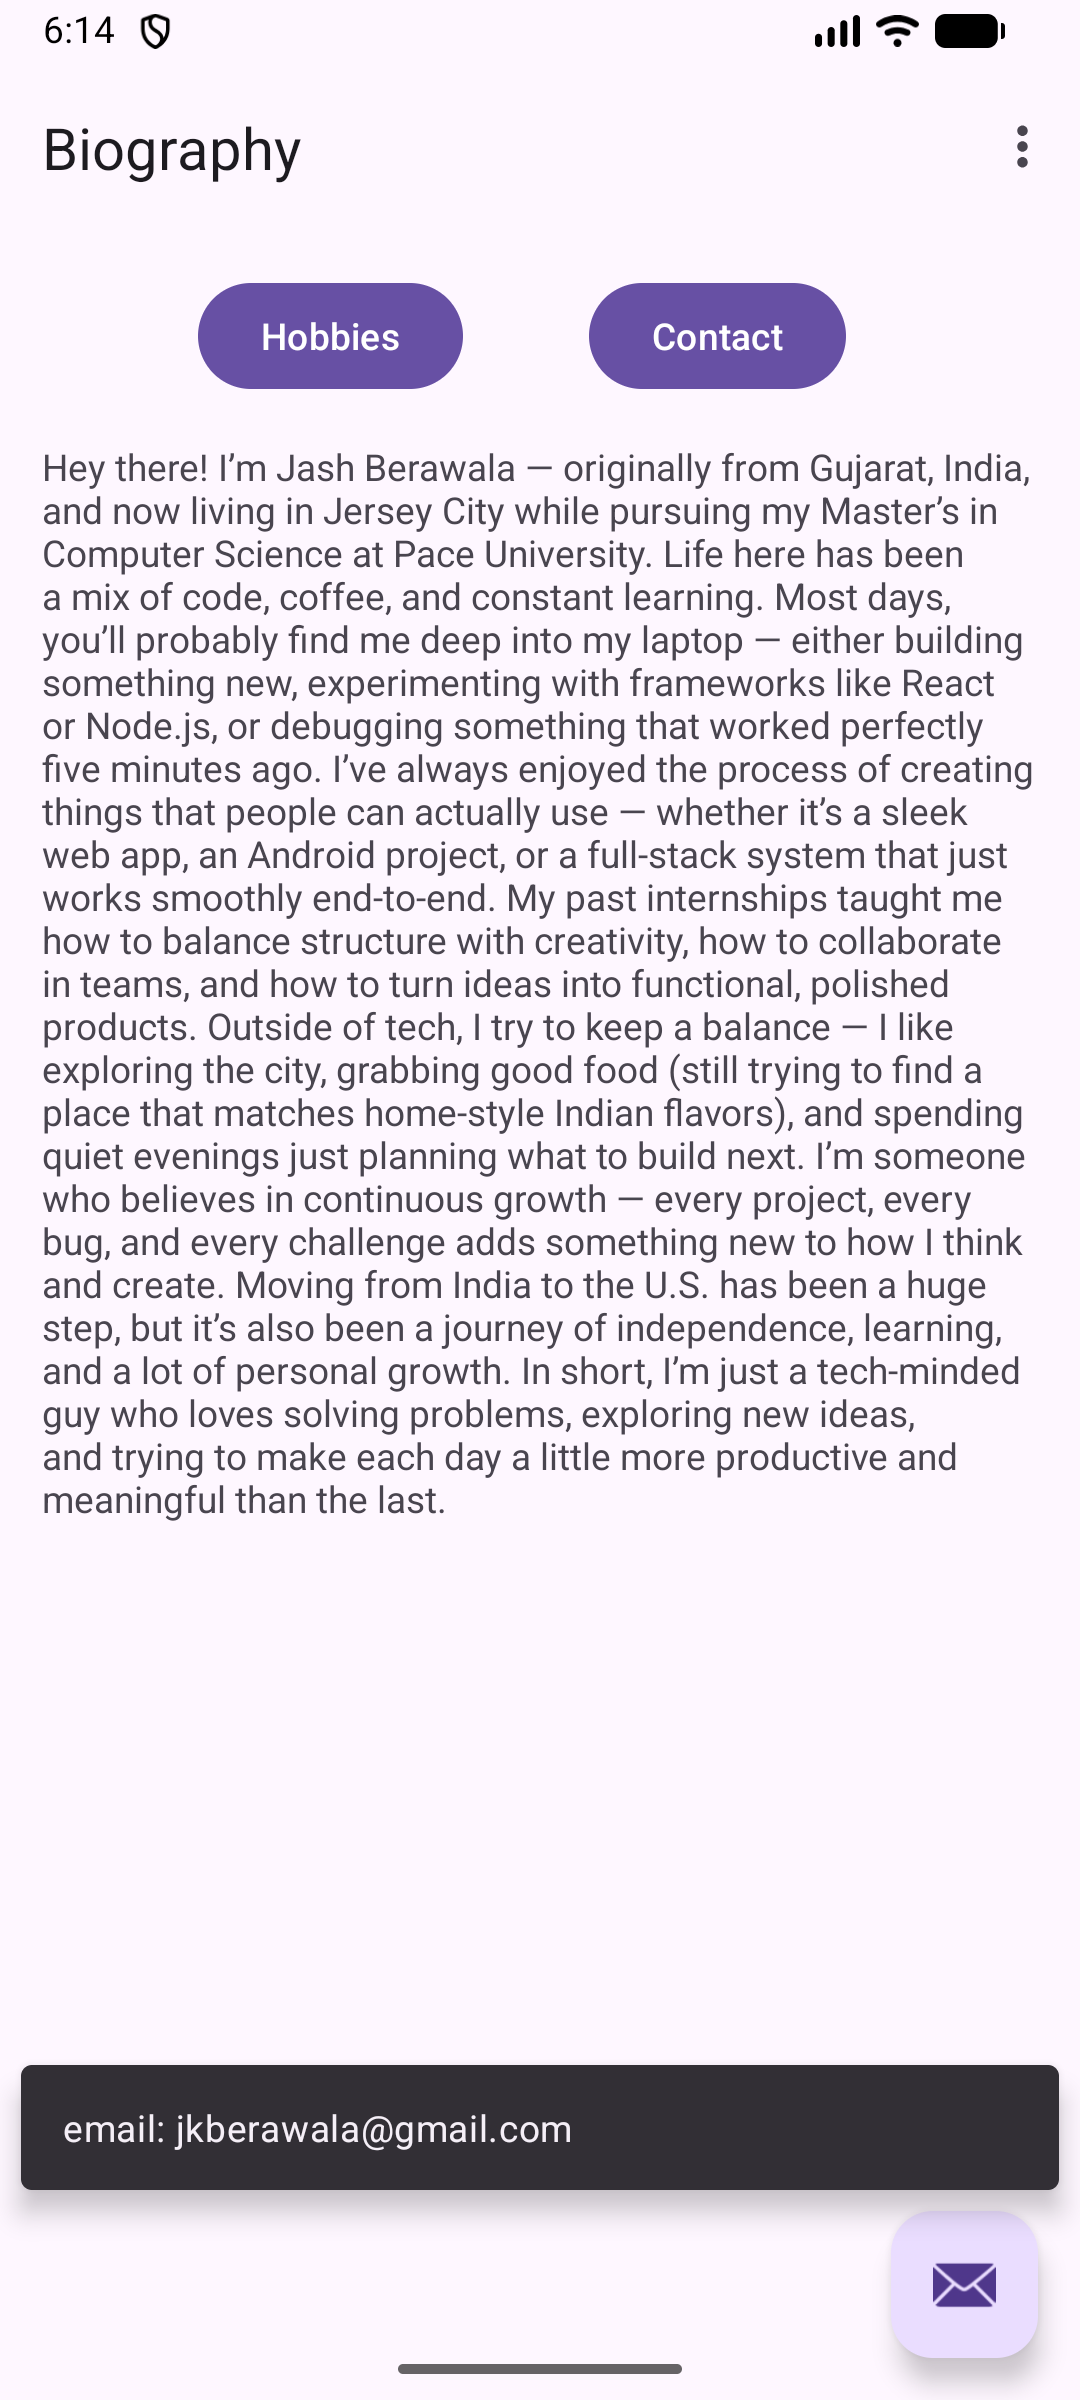 6:14
Biography
Hobbies
Contact
Hey there! I’m Jash Berawala — originally from Gujarat, India,
and now living in Jersey City while pursuing my Master’s in
Computer Science at Pace University. Life here has been
a mix of code, coffee, and constant learning. Most days,
you’ll probably find me deep into my laptop — either building
something new, experimenting with frameworks like React
or Node.js, or debugging something that worked perfectly
five minutes ago. I’ve always enjoyed the process of creating
things that people can actually use — whether it’s a sleek
web app, an Android project, or a full-stack system that just
works smoothly end-to-end. My past internships taught me
how to balance structure with creativity, how to collaborate
in teams, and how to turn ideas into functional, polished
products. Outside of tech, I try to keep a balance — I like
exploring the city, grabbing good food (still trying to find a
place that matches home-style Indian flavors), and spending
quiet evenings just planning what to build next. I’m someone
who believes in continuous growth — every project, every
bug, and every challenge adds something new to how I think
and create. Moving from India to the U.S. has been a huge
step, but it’s also been a journey of independence, learning,
and a lot of personal growth. In short, I’m just a tech-minded
guy who loves solving problems, exploring new ideas,
and trying to make each day a little more productive and
meaningful than the last.
email: jkberawala@gmail.com